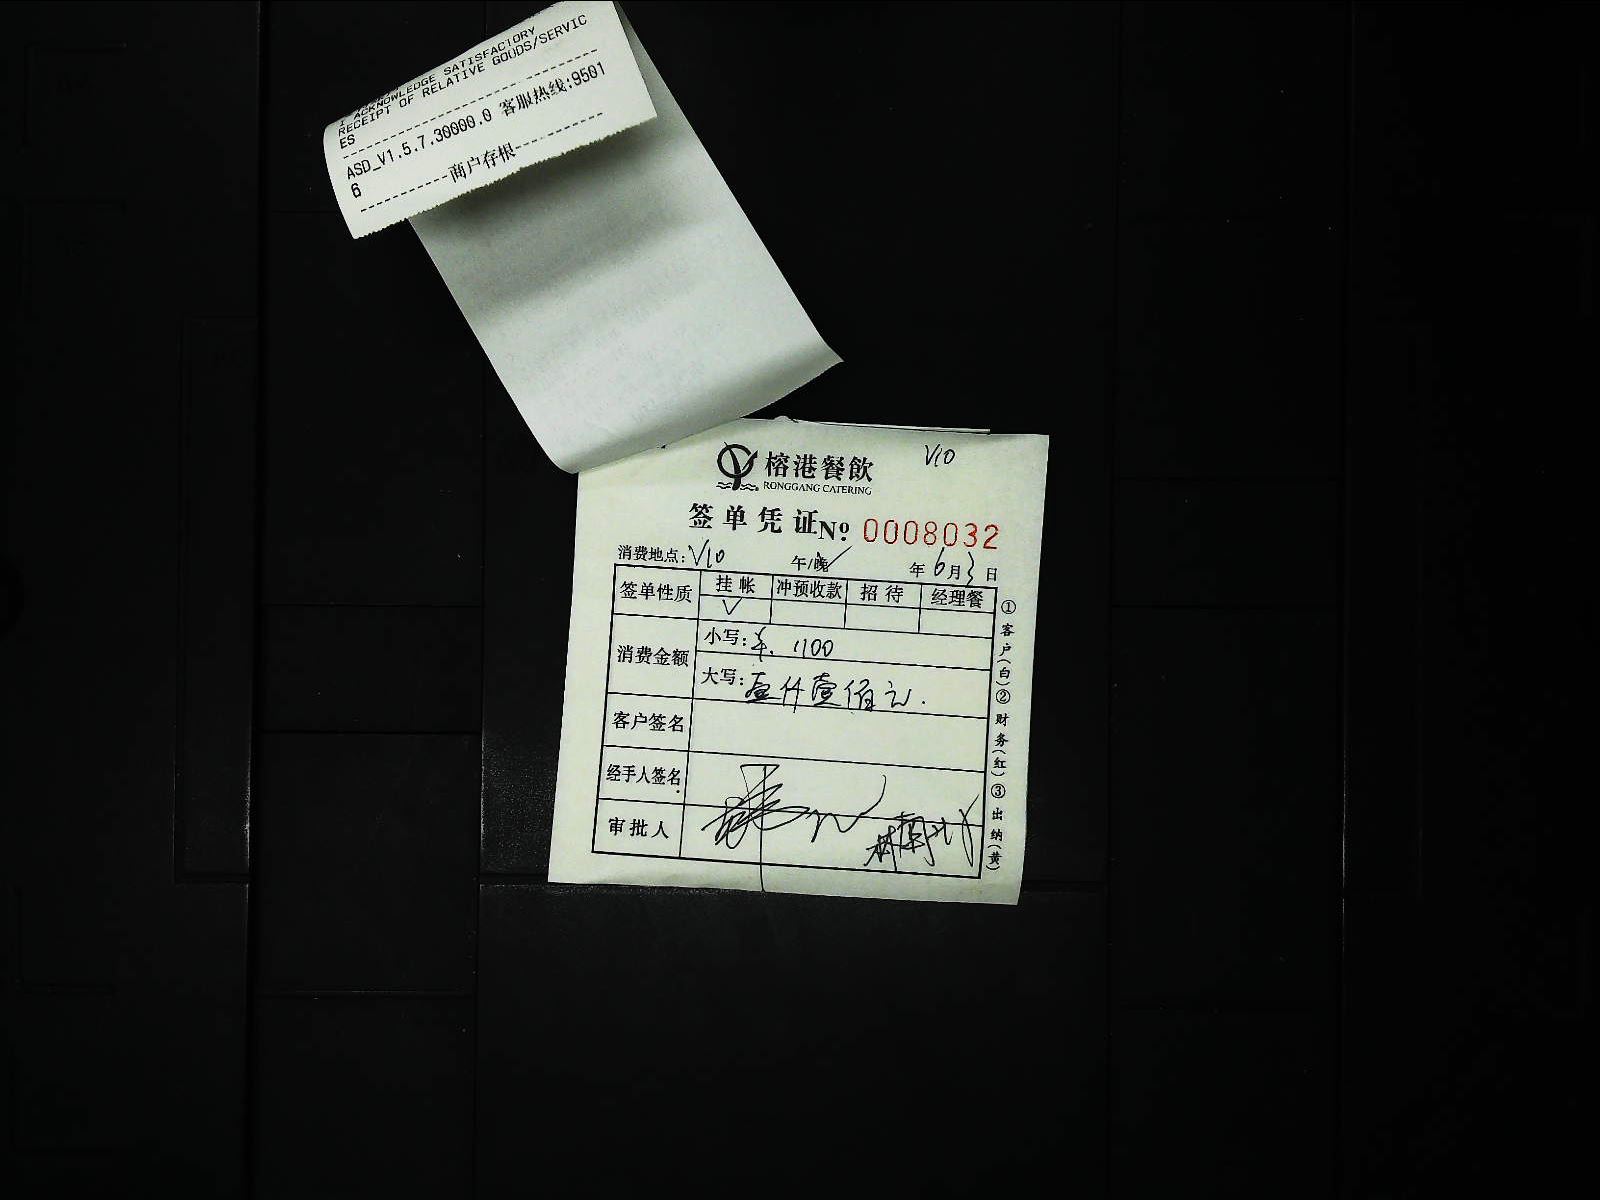 I ACKNOWLEDGE SATISFACTORY
RECEIPT OF RELATIVE GOODS/SERVIC
ES
ASD_V1.5.7.30000.0 客服热线:9501
6
商户存根
V10
榕港餐飲
RONGGANG CATERING
签单凭证 Nº 0008032
消费地点:V10 午/晚 年6月3日
签单性质 挂帐 冲预收款 招待 经理餐
✓
消费金额 小写:¥. 1100
大写:壹仟壹佰元.
客户签名
经手人签名
审批人
①客户(白)②财务(红)③出纳(黄)